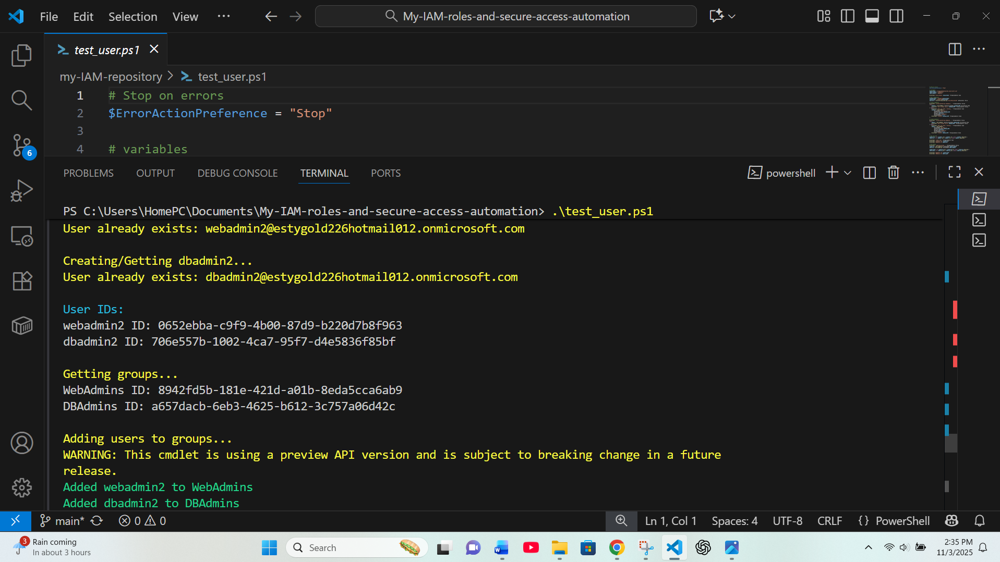 File Edit Selection View ··· My-IAM-roles-and-secure-access-automation
test_user.ps1
my-IAM-repository > test_user.ps1
1 # Stop on errors
2 $ErrorActionPreference = "Stop"
3
4 # variables
PROBLEMS OUTPUT DEBUG CONSOLE TERMINAL PORTS powershell
PS C:\Users\HomePC\Documents\My-IAM-roles-and-secure-access-automation> .\test_user.ps1
User already exists: webadmin2@estygold226hotmail012.onmicrosoft.com
Creating/Getting dbadmin2...
User already exists: dbadmin2@estygold226hotmail012.onmicrosoft.com
User IDs:
webadmin2 ID: 0652ebba-c9f9-4b00-87d9-b220d7b8f963
dbadmin2 ID: 706e557b-1002-4ca7-95f7-d4e5836f85bf
Getting groups...
WebAdmins ID: 8942fd5b-181e-421d-a01b-8eda5cca6ab9
DBAdmins ID: a657dacb-6eb3-4625-b612-3c757a06d42c
Adding users to groups...
WARNING: This cmdlet is using a preview API version and is subject to breaking change in a future
release.
Added webadmin2 to WebAdmins
Added dbadmin2 to DBAdmins
6
main* 0 0 Ln 1, Col 1 Spaces: 4 UTF-8 CRLF {} PowerShell
3 Rain coming
In about 3 hours
Search
2:35 PM
11/3/2025